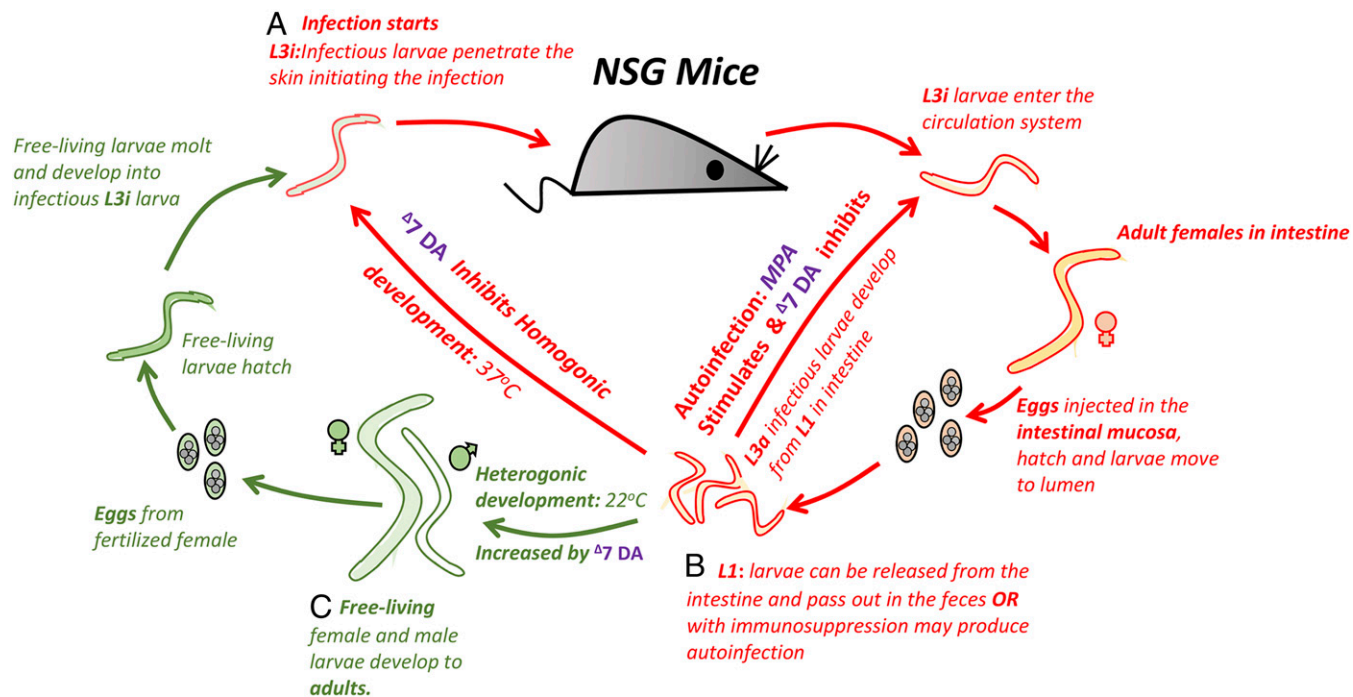 A Infection starts
L3i:Infectious larvae penetrate the
skin initiating the infection
NSG Mice
L3i larvae enter the
circulation system
Adult females in intestine
Eggs injected in the
intestinal mucosa,
hatch and larvae move
to lumen
B L1: larvae can be released from the
intestine and pass out in the feces OR
with immunosuppression may produce
autoinfection
Autoinfection: MPA
Stimulates & Δ7 DA inhibits
L3a infectious larvae develop
from L1 in intestine
Δ7 DA Inhibits Homogonic
development: 37oC
Heterogonic
development: 22oC
Increased by Δ7 DA
C Free-living
female and male
larvae develop to
adults.
Eggs from
fertilized female
Free-living
larvae hatch
Free-living larvae molt
and develop into
infectious L3i larva